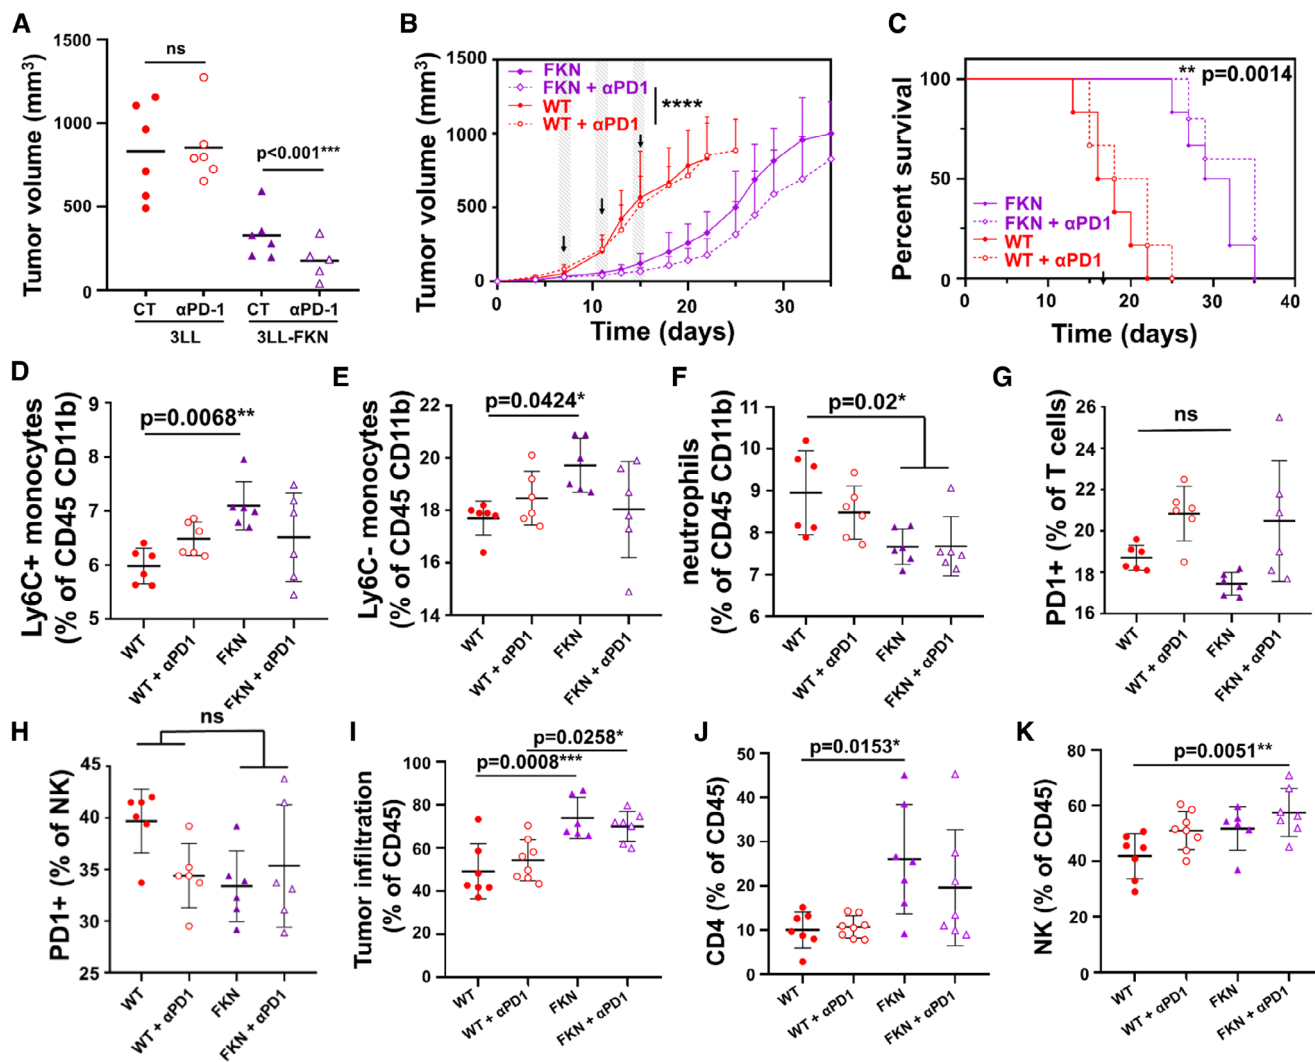 A
Tumor volume (mm³)
1500
1000
500
0
ns
p<0.001***
CT αPD-1 CT αPD-1
3LL 3LL-FKN
B
Tumor volume (mm³)
1500
1000
500
0
FKN
FKN + αPD1
WT
WT + αPD1
****
0 10 20 30
Time (days)
C
Percent survival
100
50
0
** p=0.0014
FKN
FKN + αPD1
WT
WT + αPD1
0 10 20 30 40
Time (days)
D
Ly6C+ monocytes
(% of CD45 CD11b)
9
8
7
6
5
p=0.0068**
WT
WT + αPD1
FKN
FKN + αPD1
E
Ly6C- monocytes
(% of CD45 CD11b)
22
20
18
16
14
p=0.0424*
WT
WT + αPD1
FKN
FKN + αPD1
F
neutrophils
(% of CD45 CD11b)
11
10
9
8
7
6
p=0.02*
WT
WT + αPD1
FKN
FKN + αPD1
G
PD1+ (% of T cells)
26
24
22
20
18
16
ns
WT
WT + αPD1
FKN
FKN + αPD1
H
PD1+ (% of NK)
45
40
35
30
25
ns
WT
WT + αPD1
FKN
FKN + αPD1
I
Tumor infiltration
(% of CD45)
100
80
60
40
20
0
p=0.0258*
p=0.0008***
WT
WT + αPD1
FKN
FKN + αPD1
J
CD4 (% of CD45)
50
40
30
20
10
0
p=0.0153*
WT
WT + αPD1
FKN
FKN + αPD1
K
NK (% of CD45)
80
60
40
20
0
p=0.0051**
WT
WT + αPD1
FKN
FKN + αPD1